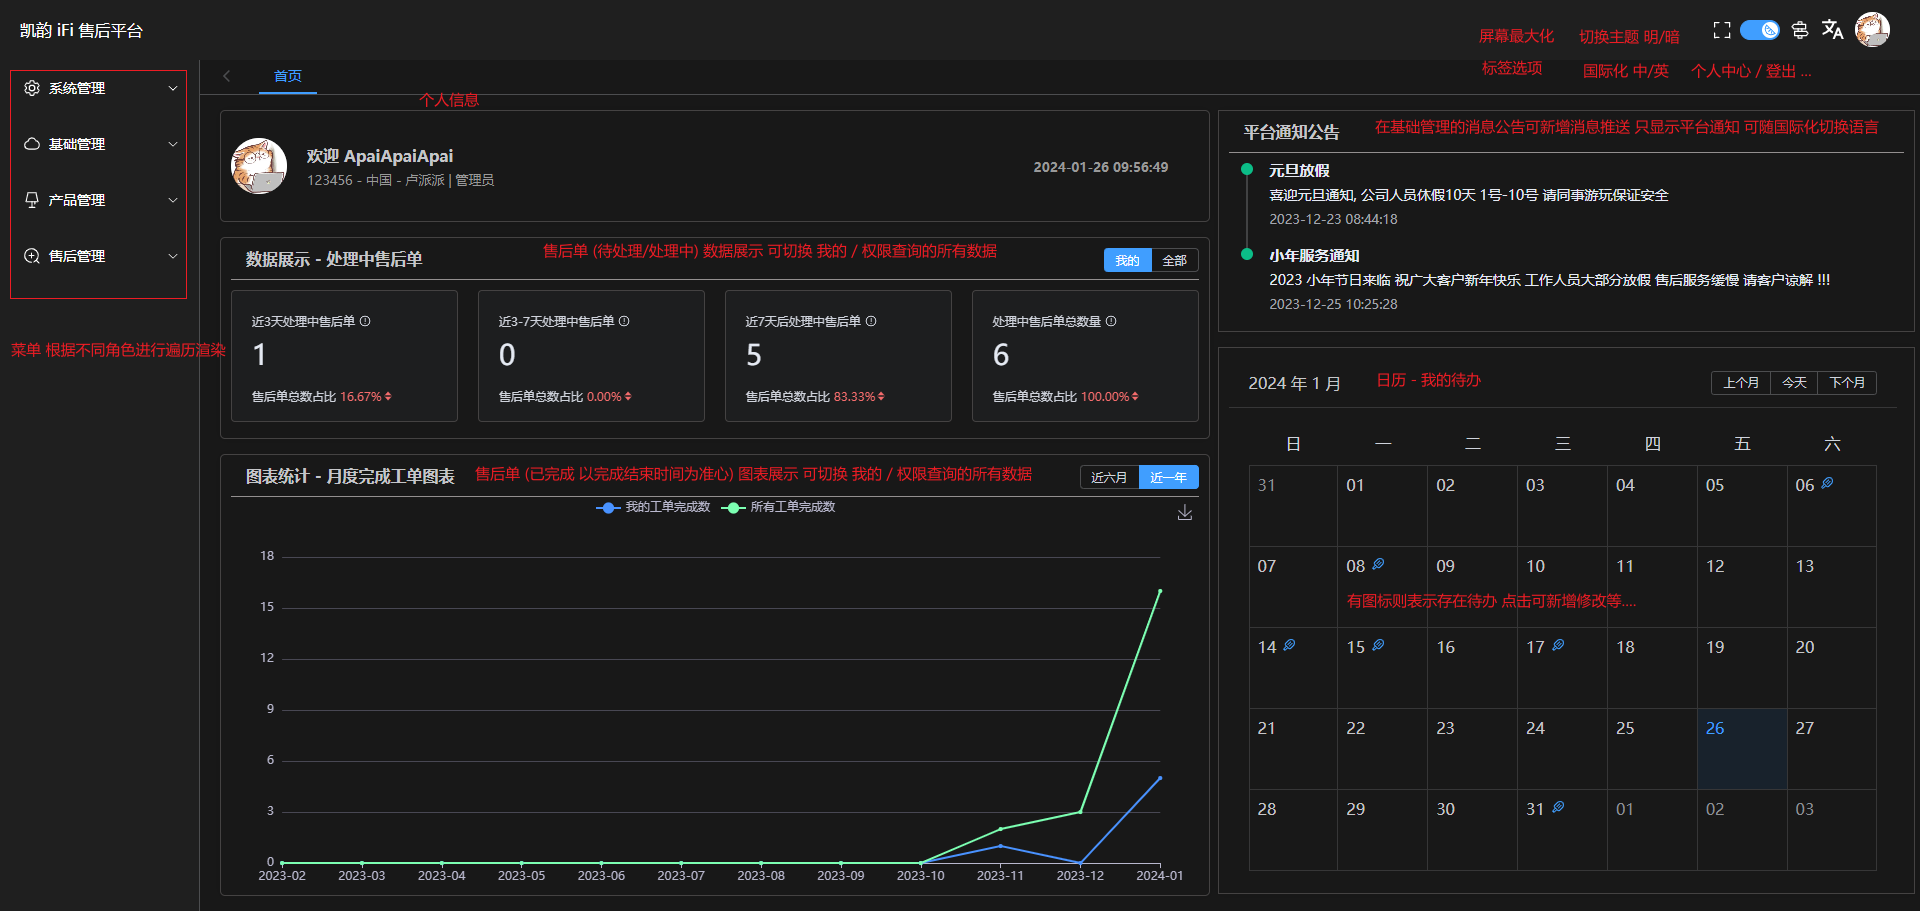 凯韵 iFi 售后平台
屏幕最大化 切换主题 明/暗
标签选项 国际化 中/英 个人中心 / 登出 ...
系统管理
基础管理
产品管理
售后管理
菜单 根据不同角色进行遍历渲染
首页
个人信息
欢迎 ApaiApaiApai
123456 - 中国 - 卢派派 | 管理员
2024-01-26 09:56:49
数据展示 - 处理中售后单
售后单 (待处理/处理中) 数据展示 可切换 我的 / 权限查询的所有数据
我的 全部
近3天处理中售后单
1
售后单总数占比 16.67%
近3-7天处理中售后单
0
售后单总数占比 0.00%
近7天后处理中售后单
5
售后单总数占比 83.33%
处理中售后单总数量
6
售后单总数占比 100.00%
图表统计 - 月度完成工单图表
售后单 (已完成 以完成结束时间为准心) 图表展示 可切换 我的 / 权限查询的所有数据
近六月 近一年
我的工单完成数 所有工单完成数
18
15
12
9
6
3
0
2023-02 2023-03 2023-04 2023-05 2023-06 2023-07 2023-08 2023-09 2023-10 2023-11 2023-12 2024-01
平台通知公告
在基础管理的消息公告可新增消息推送 只显示平台通知 可随国际化切换语言
元旦放假
喜迎元旦通知, 公司人员休假10天 1号-10号 请同事游玩保证安全
2023-12-23 08:44:18
小年服务通知
2023 小年节日来临 祝广大客户新年快乐 工作人员大部分放假 售后服务缓慢 请客户谅解 !!!
2023-12-25 10:25:28
2024 年 1 月
日历 - 我的待办
上个月 今天 下个月
日 一 二 三 四 五 六
31 01 02 03 04 05 06
07 08 09 10 11 12 13
有图标则表示存在待办 点击可新增修改等....
14 15 16 17 18 19 20
21 22 23 24 25 26 27
28 29 30 31 01 02 03